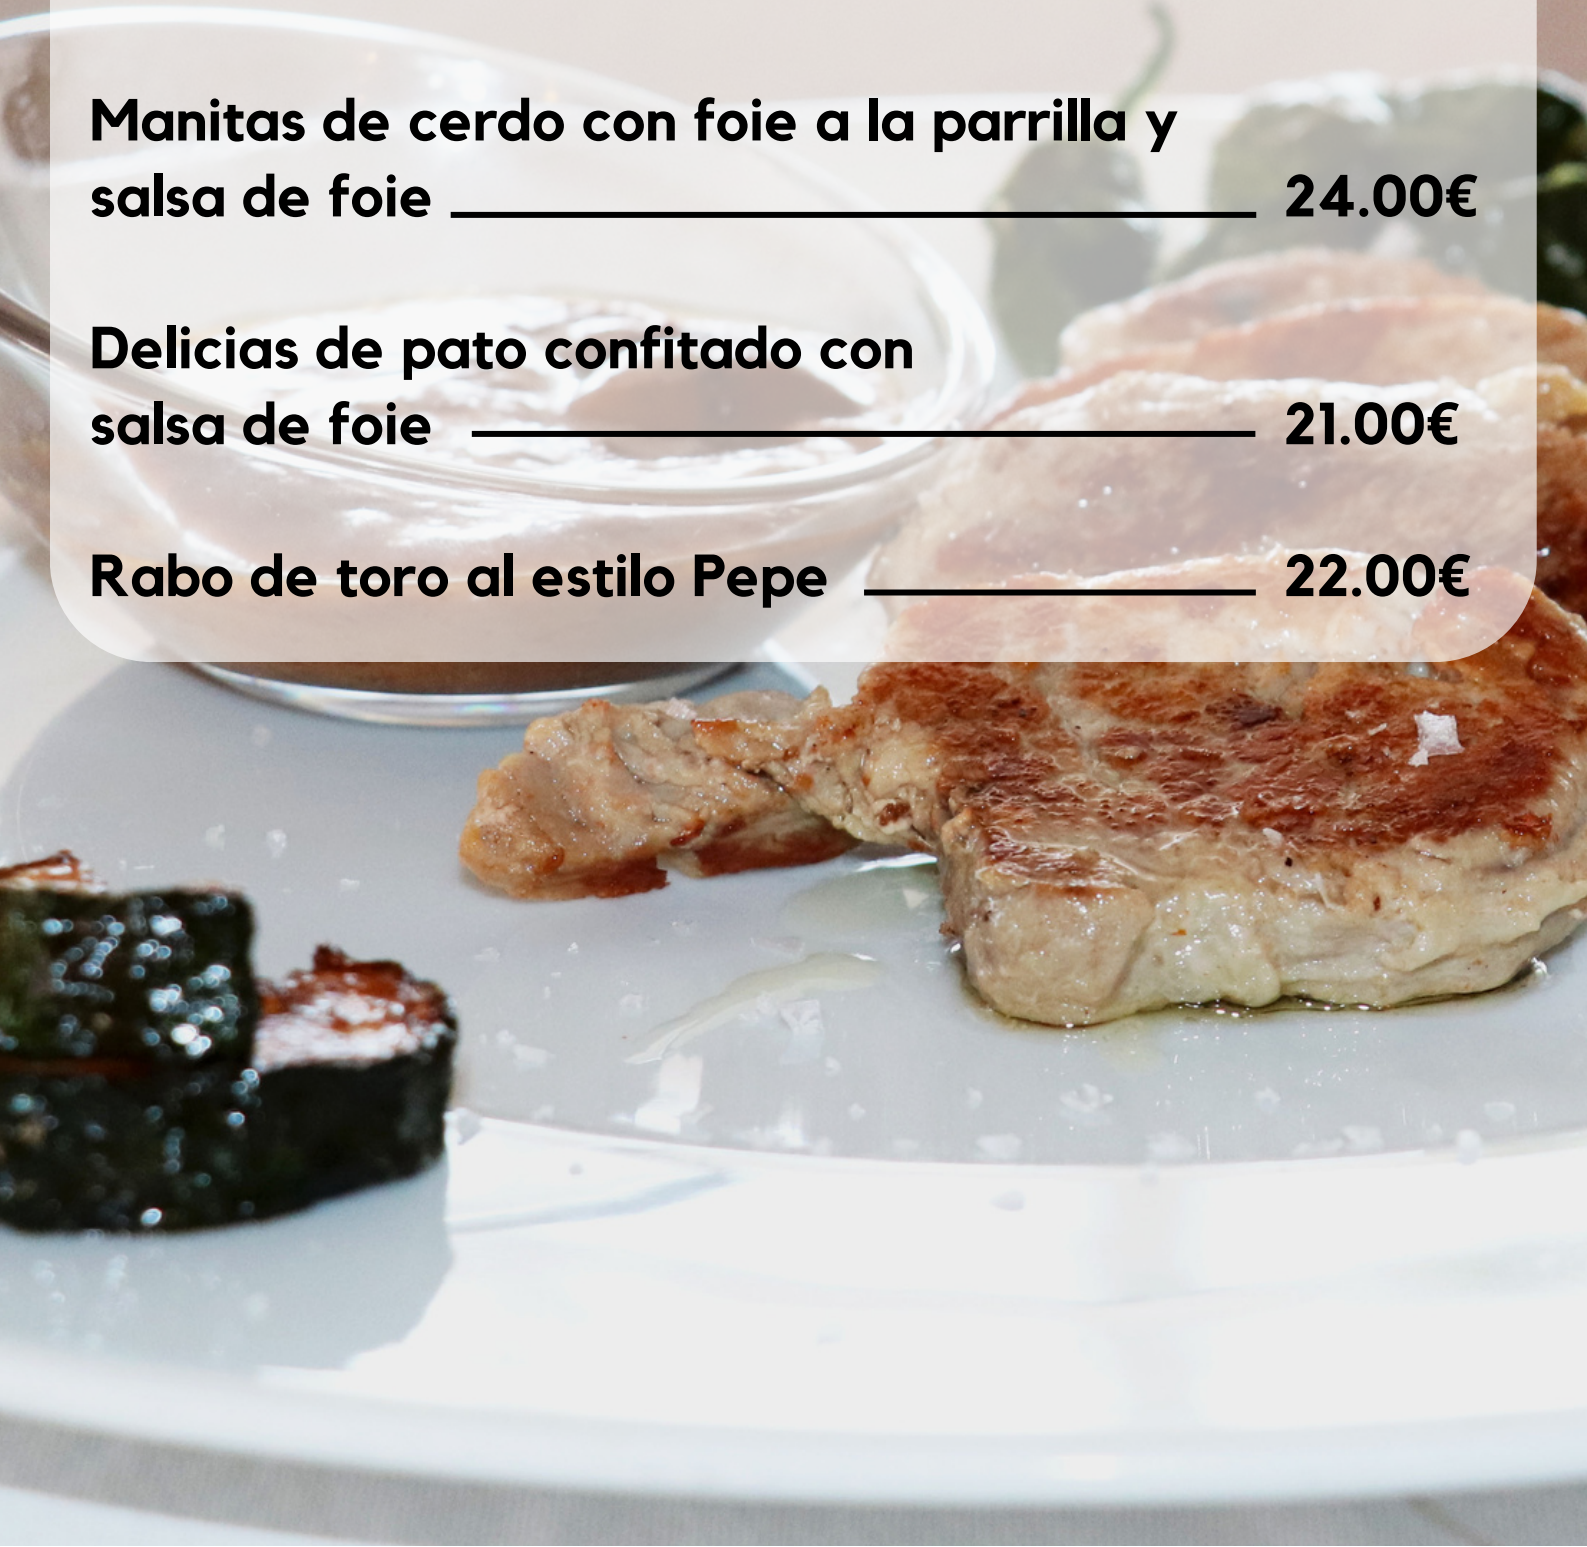 Manitas de cerdo con foie a la parrilla y
salsa de foie 24.00€
Delicias de pato confitado con
salsa de foie 21.00€
Rabo de toro al estilo Pepe 22.00€